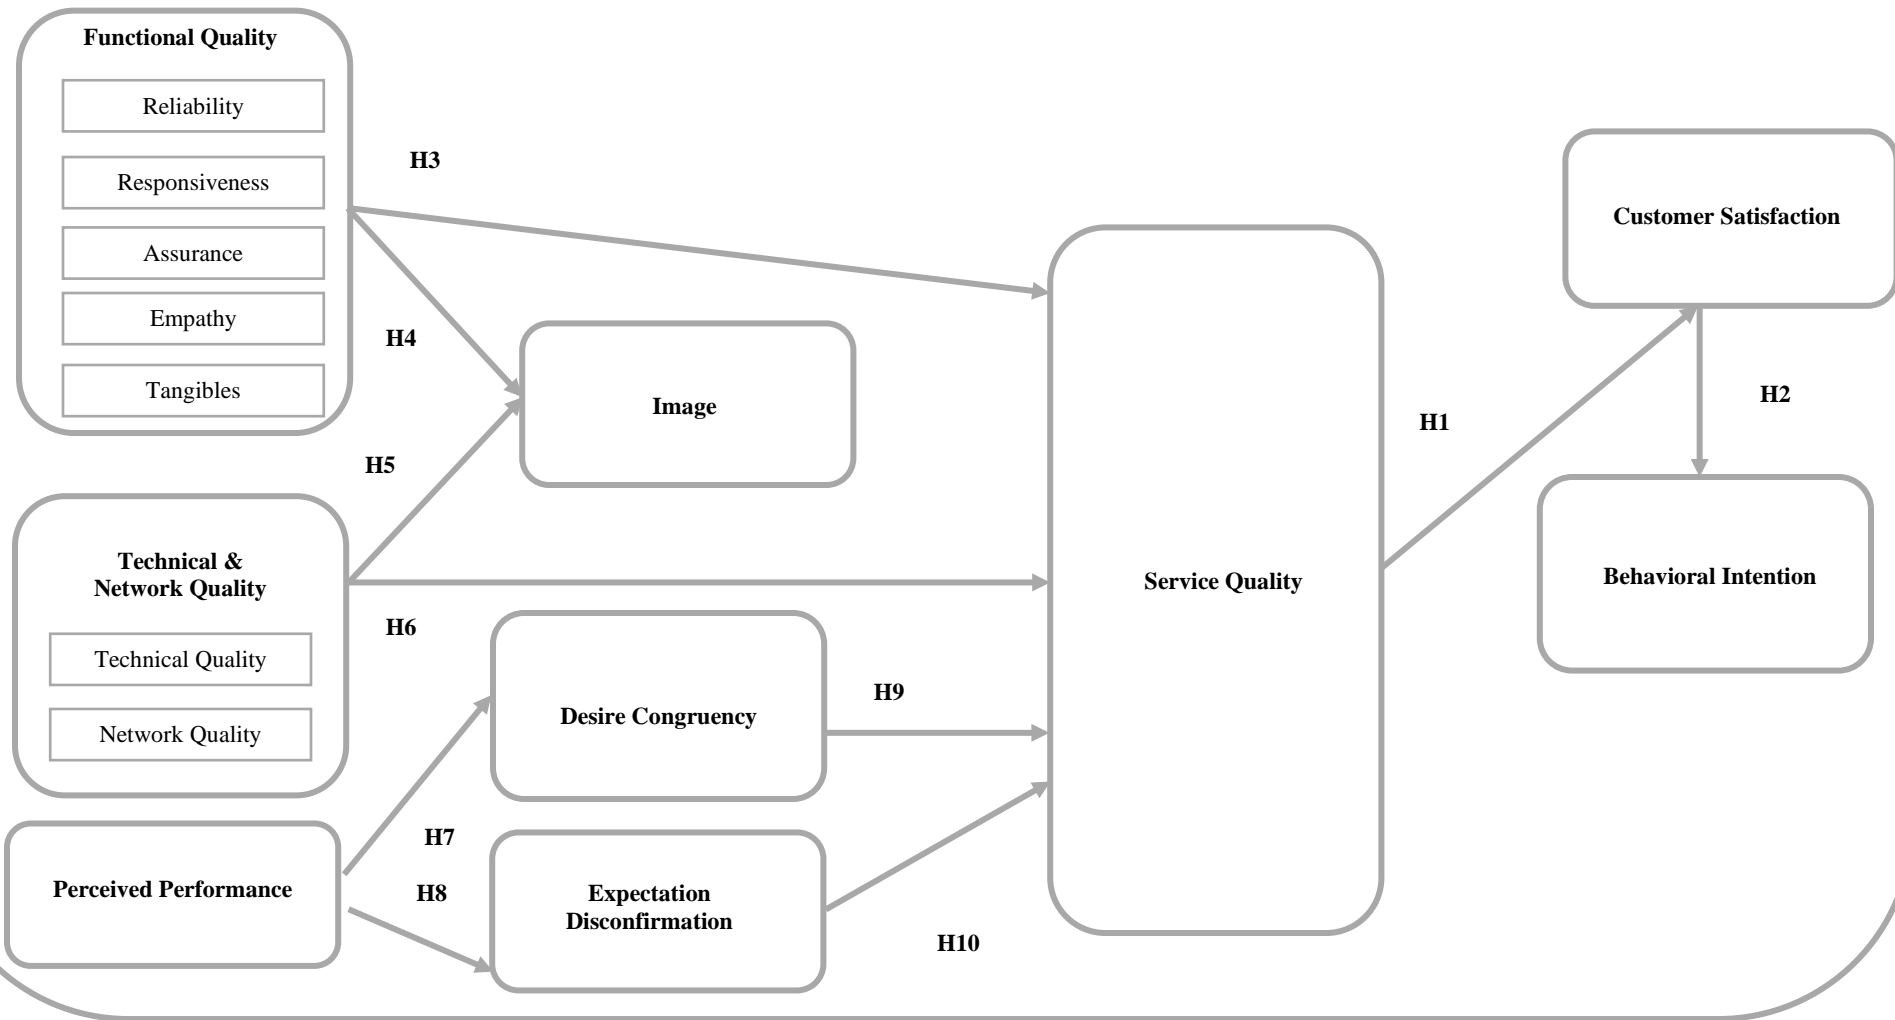 Functional Quality
Reliability
Responsiveness
Assurance
Empathy
Tangibles
H3
H4
H5
Image
Technical &
Network Quality
Technical Quality
Network Quality
H6
Desire Congruency
H9
H7
H8
Perceived Performance
Expectation
Disconfirmation
H10
Service Quality
H1
Customer Satisfaction
H2
Behavioral Intention